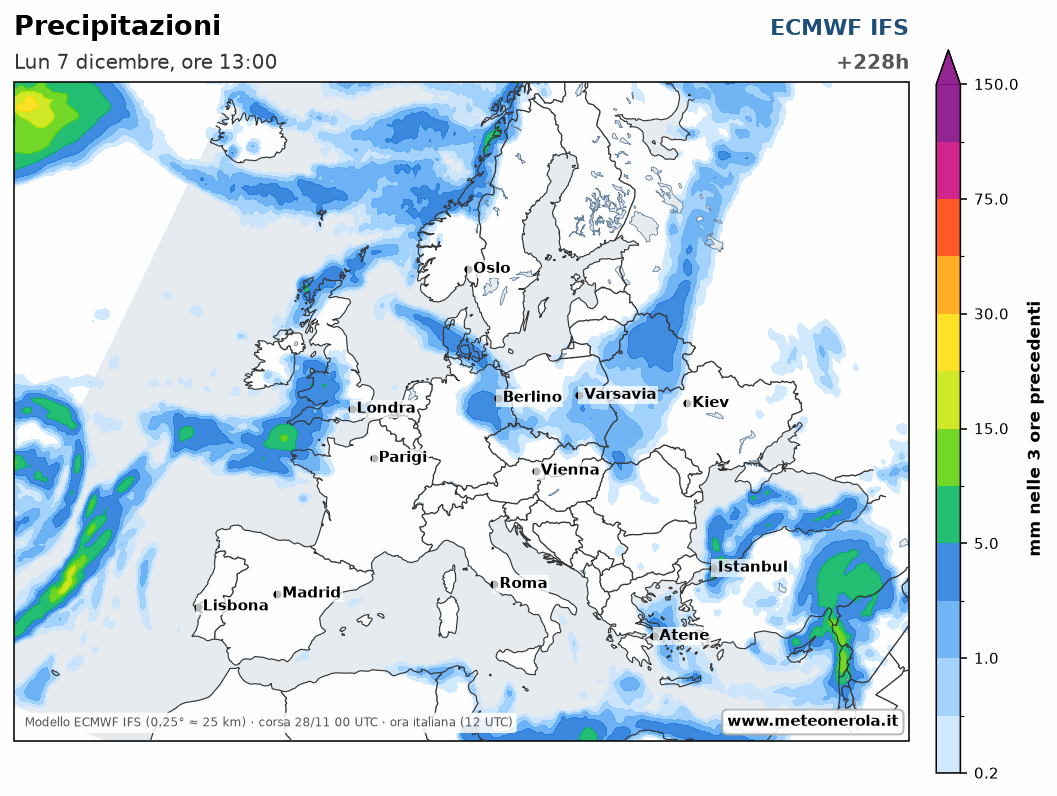 Precipitazioni
ECMWF IFS
Lun 7 dicembre, ore 13:00
+228h
150.0
75.0
30.0
15.0
5.0
1.0
0.2
mm nelle 3 ore precedenti
Oslo
Berlino
Varsavia
Kiev
Londra
Parigi
Vienna
Istanbul
Madrid
Roma
Lisbona
Atene
Modello ECMWF IFS (0,25° ≈ 25 km) · corsa 28/11 00 UTC · ora italiana (12 UTC)
www.meteonerola.it